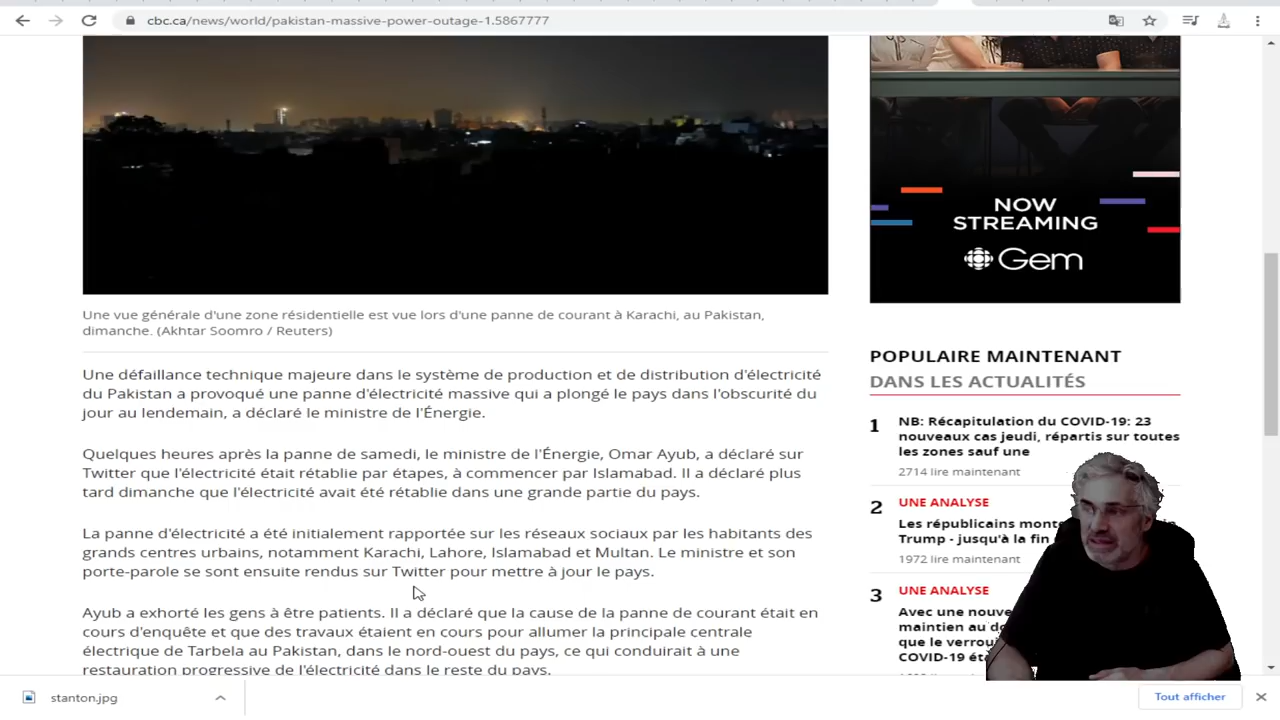 cbc.ca/news/world/pakistan-massive-power-outage-1.5867777
NOW
STREAMING
Gem
Une vue générale d'une zone résidentielle est vue lors d'une panne de courant à Karachi, au Pakistan,
dimanche. (Akhtar Soomro / Reuters)
Une défaillance technique majeure dans le système de production et de distribution d'électricité
du Pakistan a provoqué une panne d'électricité massive qui a plongé le pays dans l'obscurité du
jour au lendemain, a déclaré le ministre de l'Énergie.
Quelques heures après la panne de samedi, le ministre de l'Énergie, Omar Ayub, a déclaré sur
Twitter que l'électricité était rétablie par étapes, à commencer par Islamabad. Il a déclaré plus
tard dimanche que l'électricité avait été rétablie dans une grande partie du pays.
La panne d'électricité a été initialement rapportée sur les réseaux sociaux par les habitants des
grands centres urbains, notamment Karachi, Lahore, Islamabad et Multan. Le ministre et son
porte-parole se sont ensuite rendus sur Twitter pour mettre à jour le pays.
Ayub a exhorté les gens à être patients. Il a déclaré que la cause de la panne de courant était en
cours d'enquête et que des travaux étaient en cours pour allumer la principale centrale
électrique de Tarbela au Pakistan, dans le nord-ouest du pays, ce qui conduirait à une
restauration progressive de l'électricité dans le reste du pays.
POPULAIRE MAINTENANT
DANS LES ACTUALITÉS
1 NB: Récapitulation du COVID-19: 23
nouveaux cas jeudi, répartis sur toutes
les zones sauf une
2714 lire maintenant
2 UNE ANALYSE
Les républicains
Trump - jusqu'à la fin
1972 lire maintenant
3 UNE ANALYSE
Avec une
maintien au
que le
COVID-19
stanton.jpg
Tout afficher